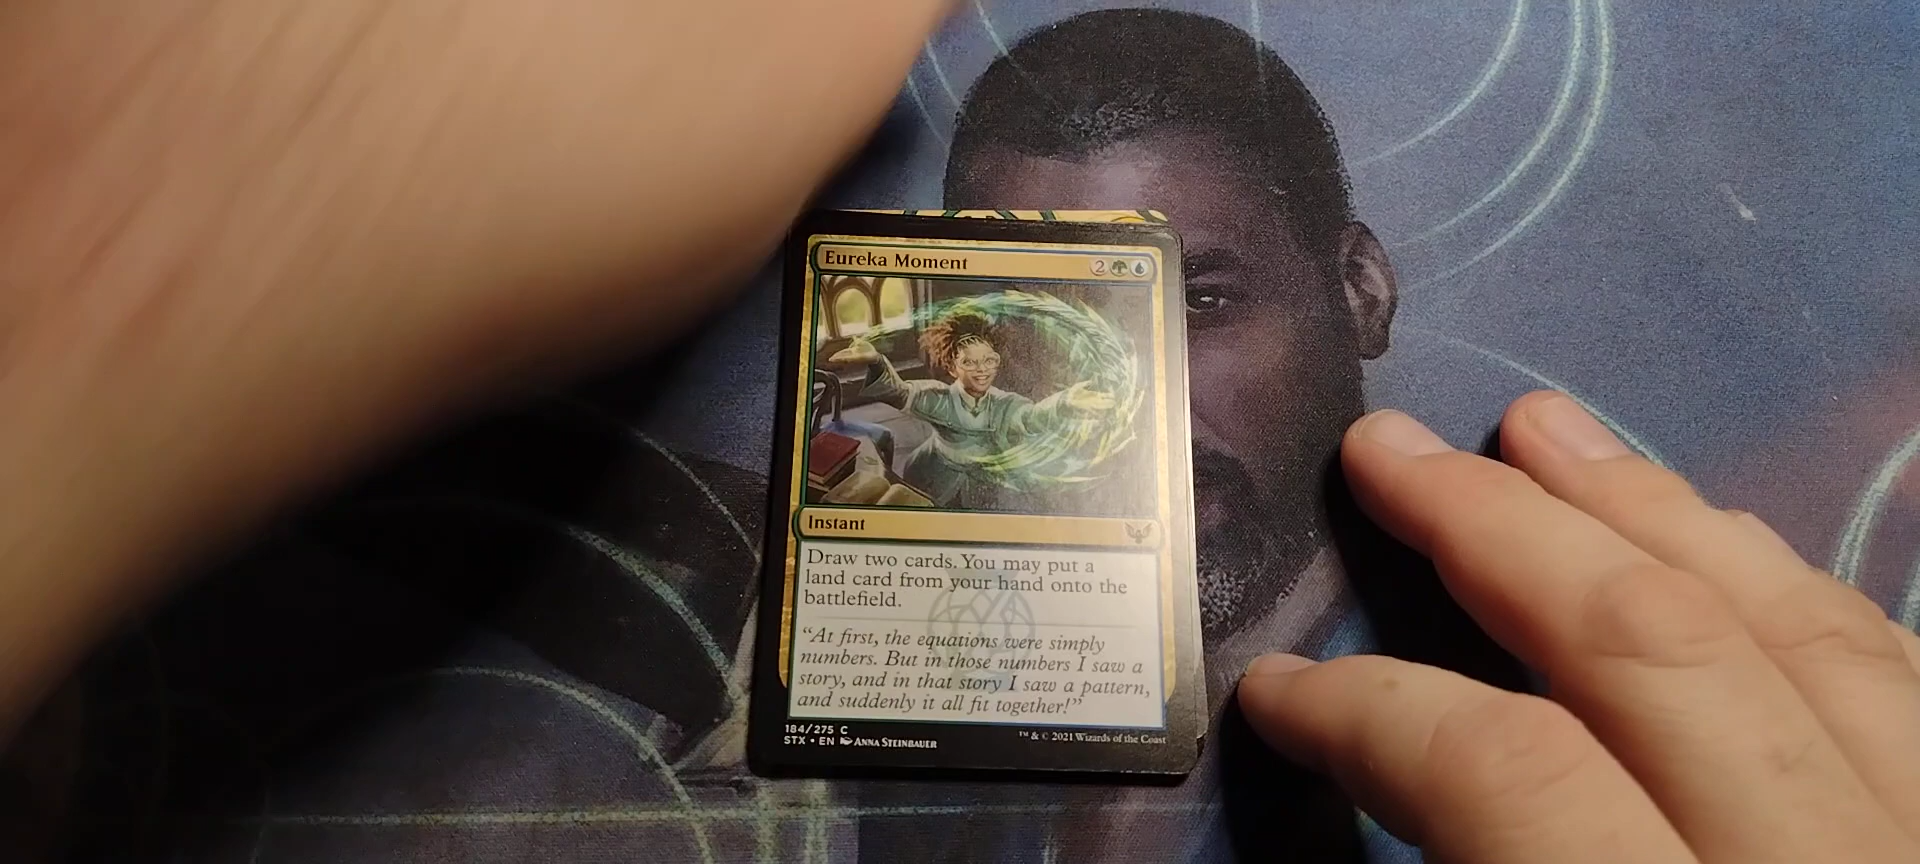 Eureka Moment 2
Instant
Draw two cards. You may put a
land card from your hand onto the
battlefield.
“At first, the equations were simply
numbers. But in those numbers I saw a
story, and in that story I saw a pattern,
and suddenly it all fit together!”
184/275 C
STX • EN Anna Steinbauer
™ & © 2021 Wizards of the Coast